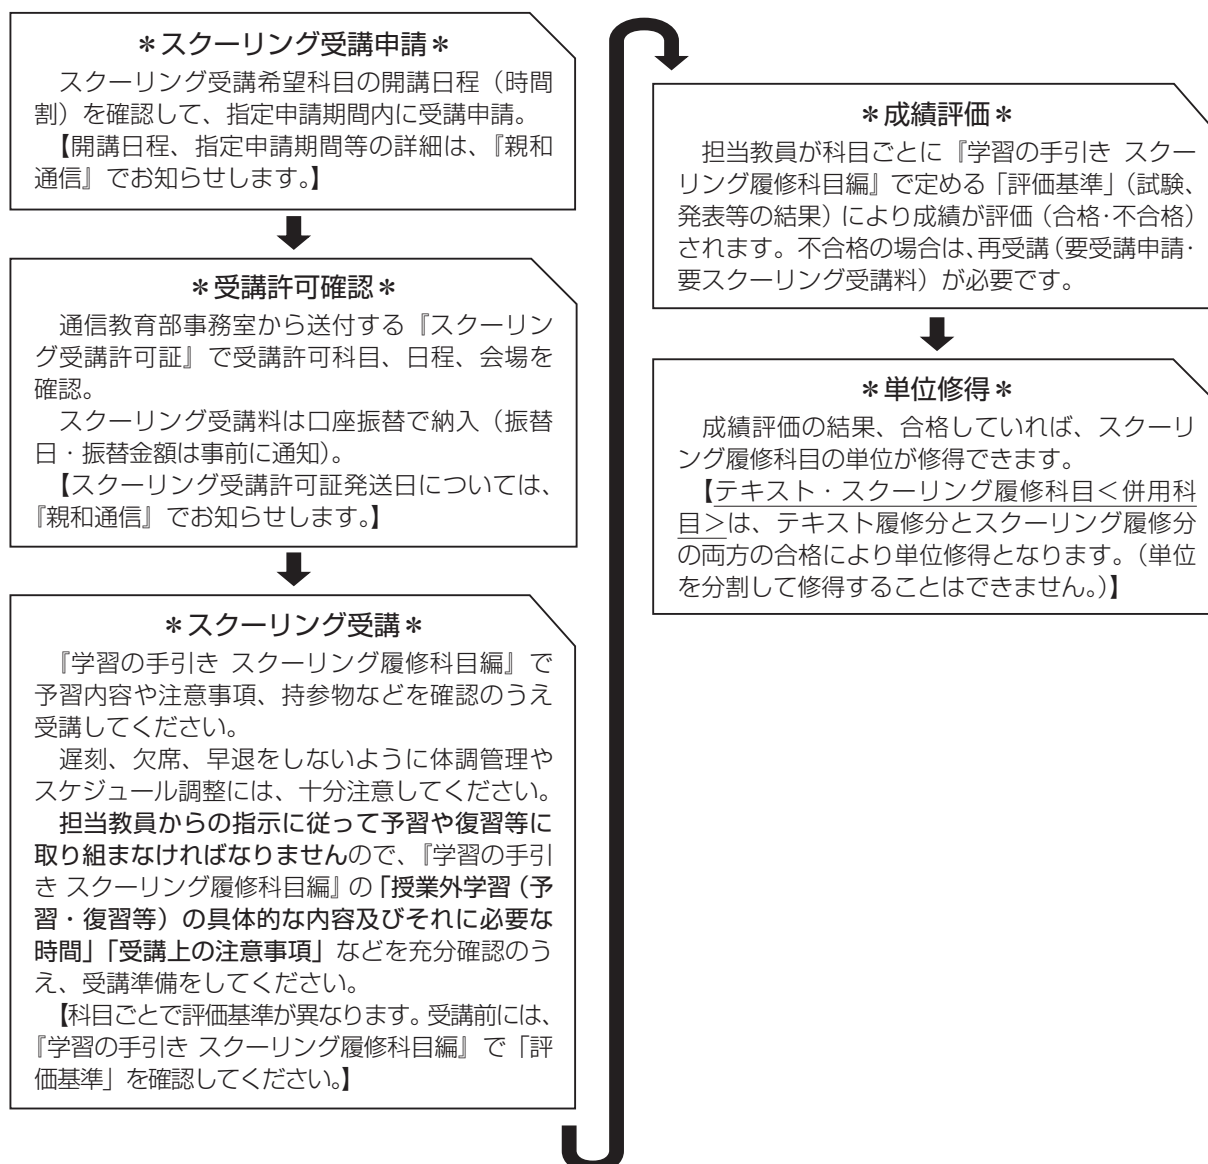 ＊スクーリング受講申請＊
スクーリング受講希望科目の開講日程（時間
割）を確認して、指定申請期間内に受講申請。
【開講日程、指定申請期間等の詳細は、『親和
通信』でお知らせします。】
＊受講許可確認＊
通信教育部事務室から送付する『スクーリン
グ受講許可証』で受講許可科目、日程、会場を
確認。
スクーリング受講料は口座振替で納入（振替
日・振替金額は事前に通知）。
【スクーリング受講許可証発送日については、
『親和通信』でお知らせします。】
＊スクーリング受講＊
『学習の手引き スクーリング履修科目編』で
予習内容や注意事項、持参物などを確認のうえ
受講してください。
遅刻、欠席、早退をしないように体調管理や
スケジュール調整には、十分注意してください。
担当教員からの指示に従って予習や復習等に
取り組まなければなりませんので、『学習の手引
き スクーリング履修科目編』の「授業外学習（予
習・復習等）の具体的な内容及びそれに必要な
時間」「受講上の注意事項」などを充分確認のう
え、受講準備をしてください。
【科目ごとで評価基準が異なります。受講前には、
『学習の手引き スクーリング履修科目編』で「評
価基準」を確認してください。】
＊成績評価＊
担当教員が科目ごとに『学習の手引き スクー
リング履修科目編』で定める「評価基準」（試験、
発表等の結果）により成績が評価（合格・不合格）
されます。不合格の場合は、再受講（要受講申請・
要スクーリング受講料）が必要です。
＊単位修得＊
成績評価の結果、合格していれば、スクーリ
ング履修科目の単位が修得できます。
【テキスト・スクーリング履修科目＜併用科
目＞は、テキスト履修分とスクーリング履修分
の両方の合格により単位修得となります。（単位
を分割して修得することはできません。）】